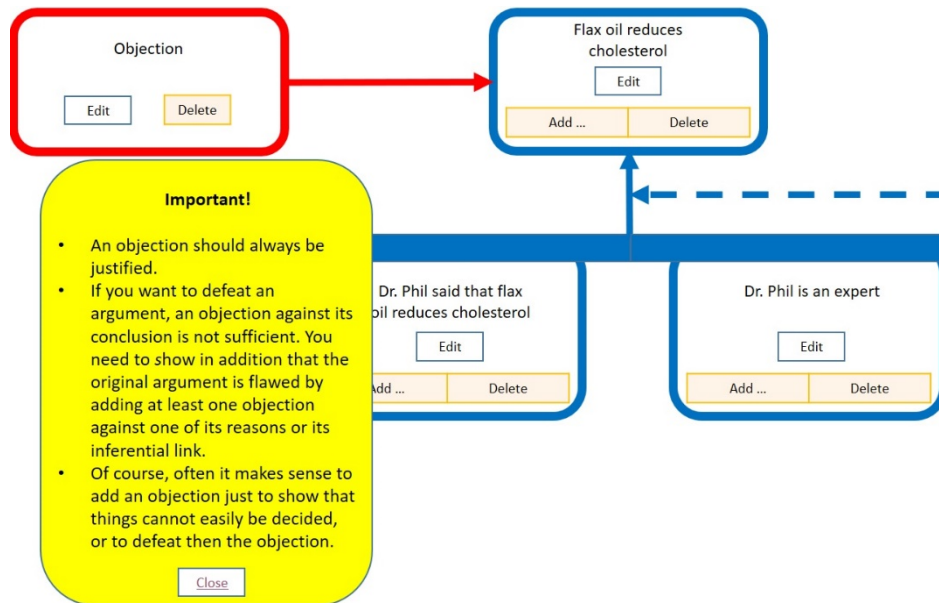 Objection
Edit
Delete
Flax oil reduces
cholesterol
Edit
Add ...
Delete
Important!
• An objection should always be
justified.
• If you want to defeat an
argument, an objection against its
conclusion is not sufficient. You
need to show in addition that the
original argument is flawed by
adding at least one objection
against one of its reasons or its
inferential link.
• Of course, often it makes sense to
add an objection just to show that
things cannot easily be decided,
or to defeat then the objection.
Close
Dr. Phil said that flax
oil reduces cholesterol
Edit
Add ...
Delete
Dr. Phil is an expert
Edit
Add ...
Delete